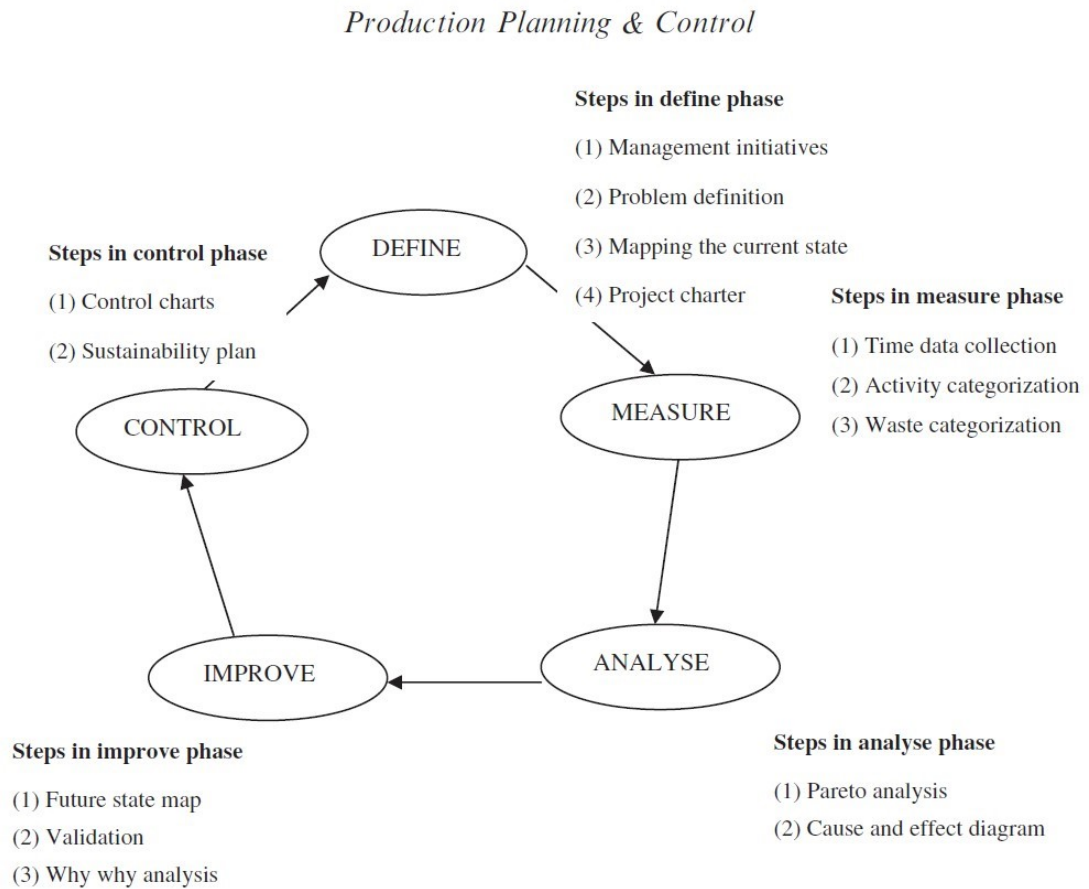 Production Planning & Control
Steps in define phase
(1) Management initiatives
(2) Problem definition
(3) Mapping the current state
(4) Project charter
DEFINE
Steps in control phase
(1) Control charts
(2) Sustainability plan
Steps in measure phase
(1) Time data collection
(2) Activity categorization
(3) Waste categorization
MEASURE
CONTROL
ANALYSE
IMPROVE
Steps in improve phase
(1) Future state map
(2) Validation
(3) Why why analysis
Steps in analyse phase
(1) Pareto analysis
(2) Cause and effect diagram